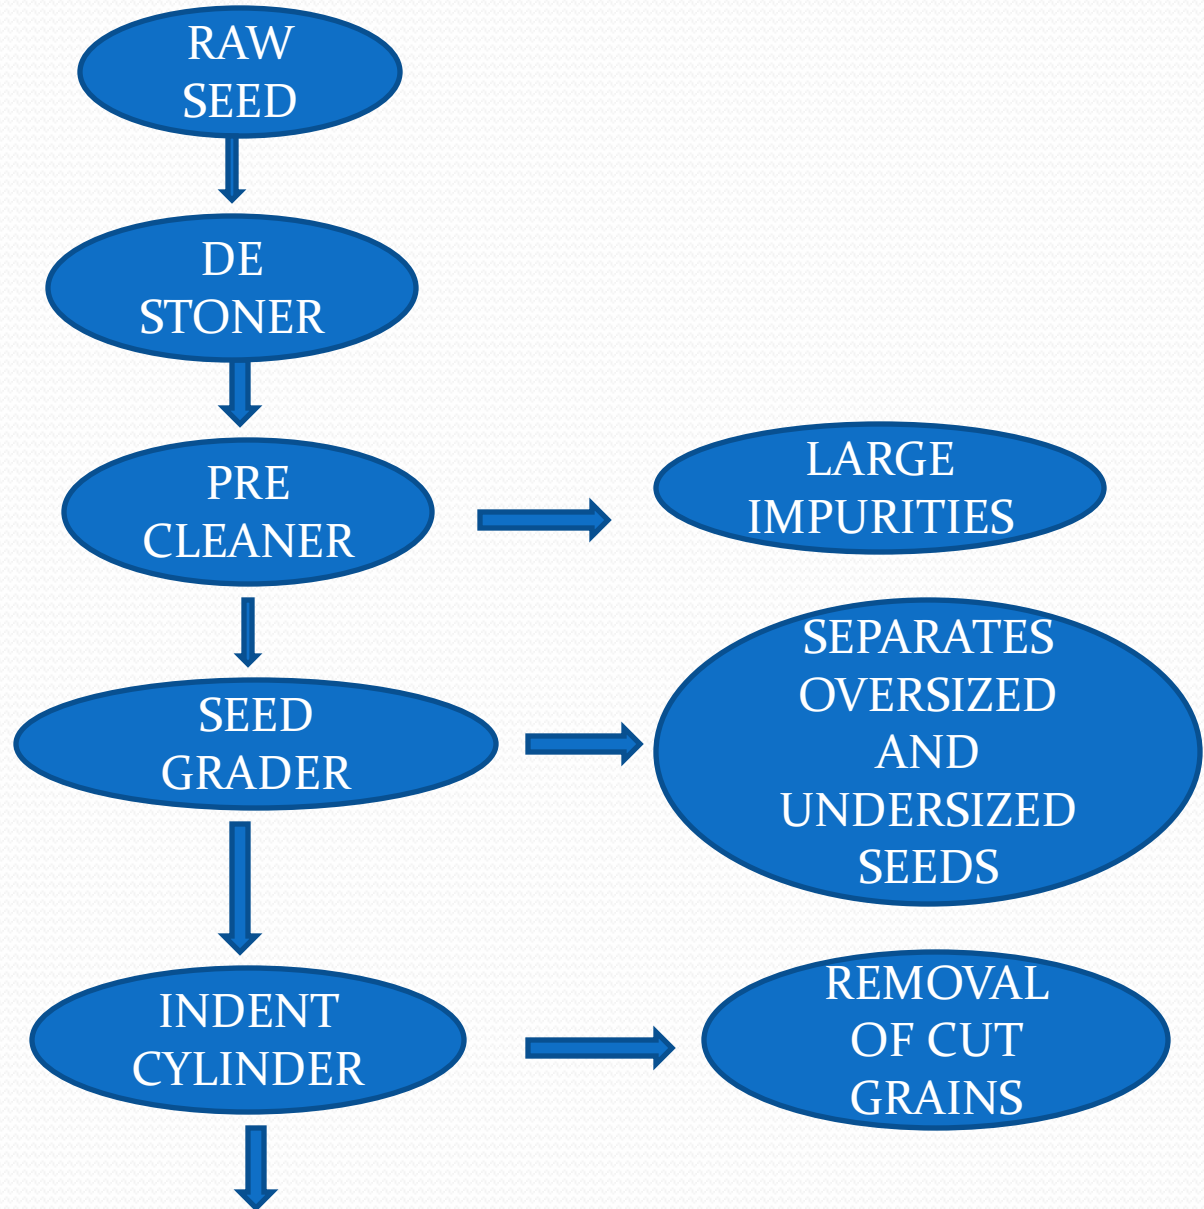 RAW
SEED
DE
STONER
PRE
CLEANER
LARGE
IMPURITIES
SEED
GRADER
SEPARATES
OVERSIZED
AND
UNDERSIZED
SEEDS
INDENT
CYLINDER
REMOVAL
OF CUT
GRAINS